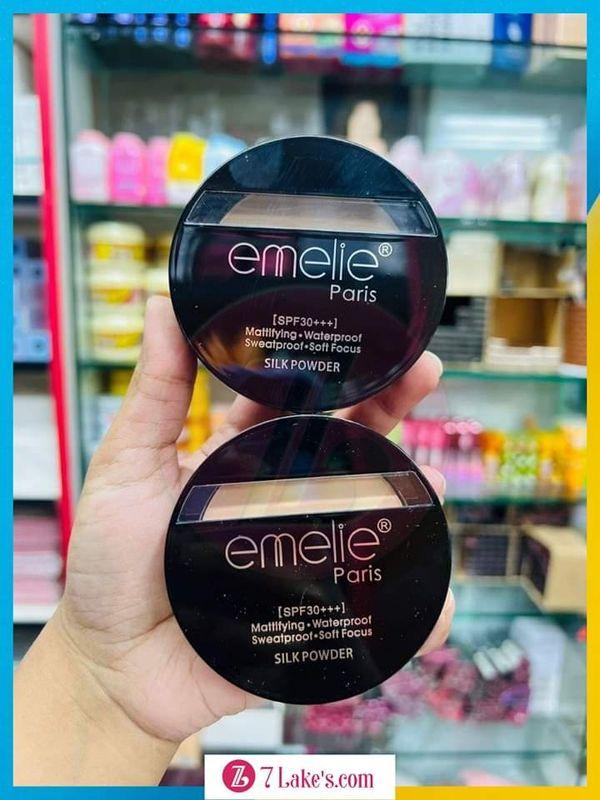 emelie®
Paris
[SPF30+++]
Mattifying•Waterproof
Sweatproof•Soft Focus
SILK POWDER
emelie®
Paris
[SPF30+++]
Mattifying•Waterproof
Sweatproof•Soft Focus
SILK POWDER
7 Lake's.com